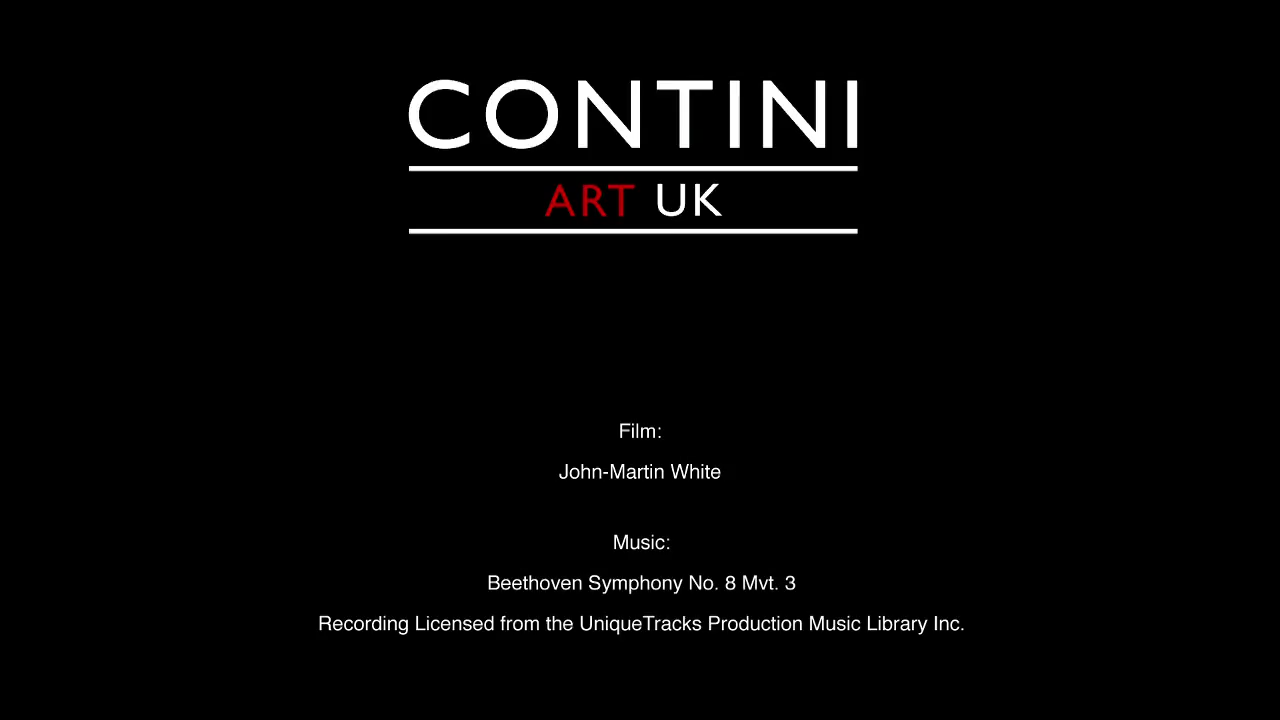 CONTINI
ART UK
Film:
John-Martin White
Music:
Beethoven Symphony No. 8 Mvt. 3
Recording Licensed from the UniqueTracks Production Music Library Inc.